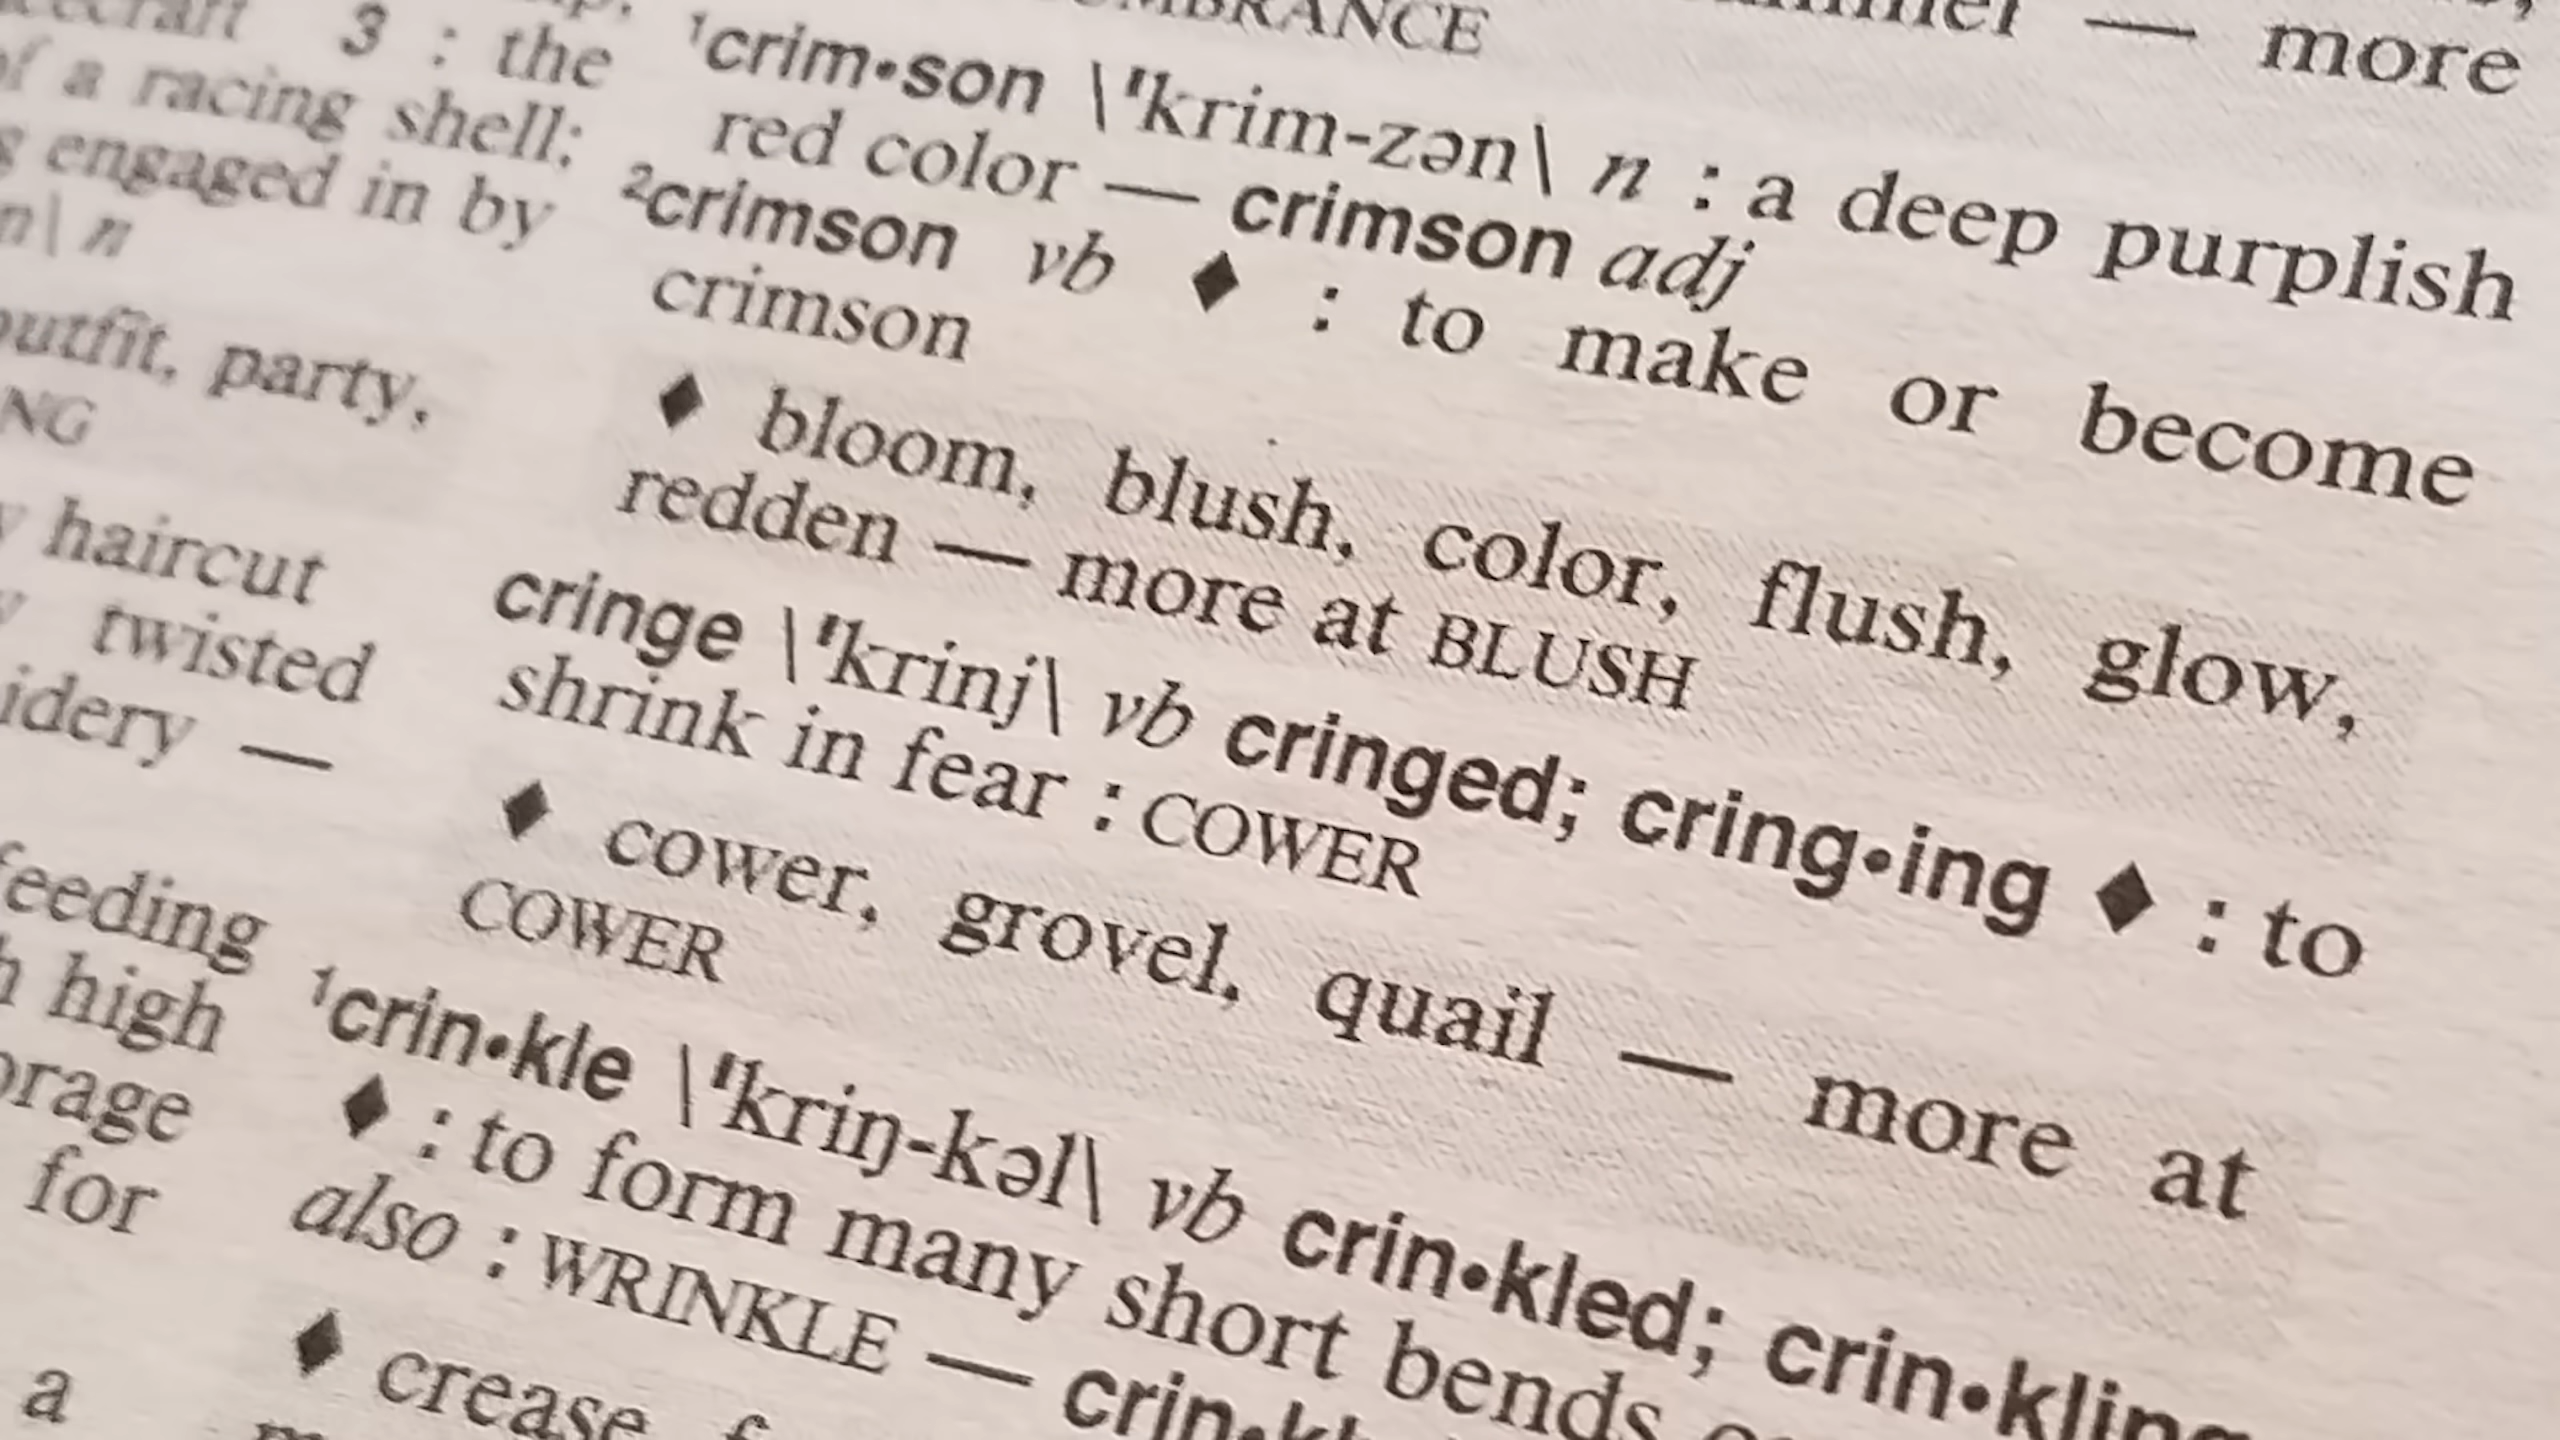 3 : the
of a racing shell;
engaged in by
n\ n
outfit, party,
haircut
twisted
—
feeding
high
for
a
— more
¹crim•son \ˈkrim-zən\ n : a deep purplish
red color — crimson adj
²crimson vb ♦ : to make or become
crimson
♦ bloom, blush, color, flush, glow,
redden — more at BLUSH
cringe \ˈkrinj\ vb cringed; cring•ing ♦ : to
shrink in fear : COWER
♦ cower, grovel, quail — more at
COWER
¹crin•kle \ˈkriŋ-kəl\ vb crin•kled; crin•kling
♦ : to form many short bends
also : WRINKLE —
♦ crease